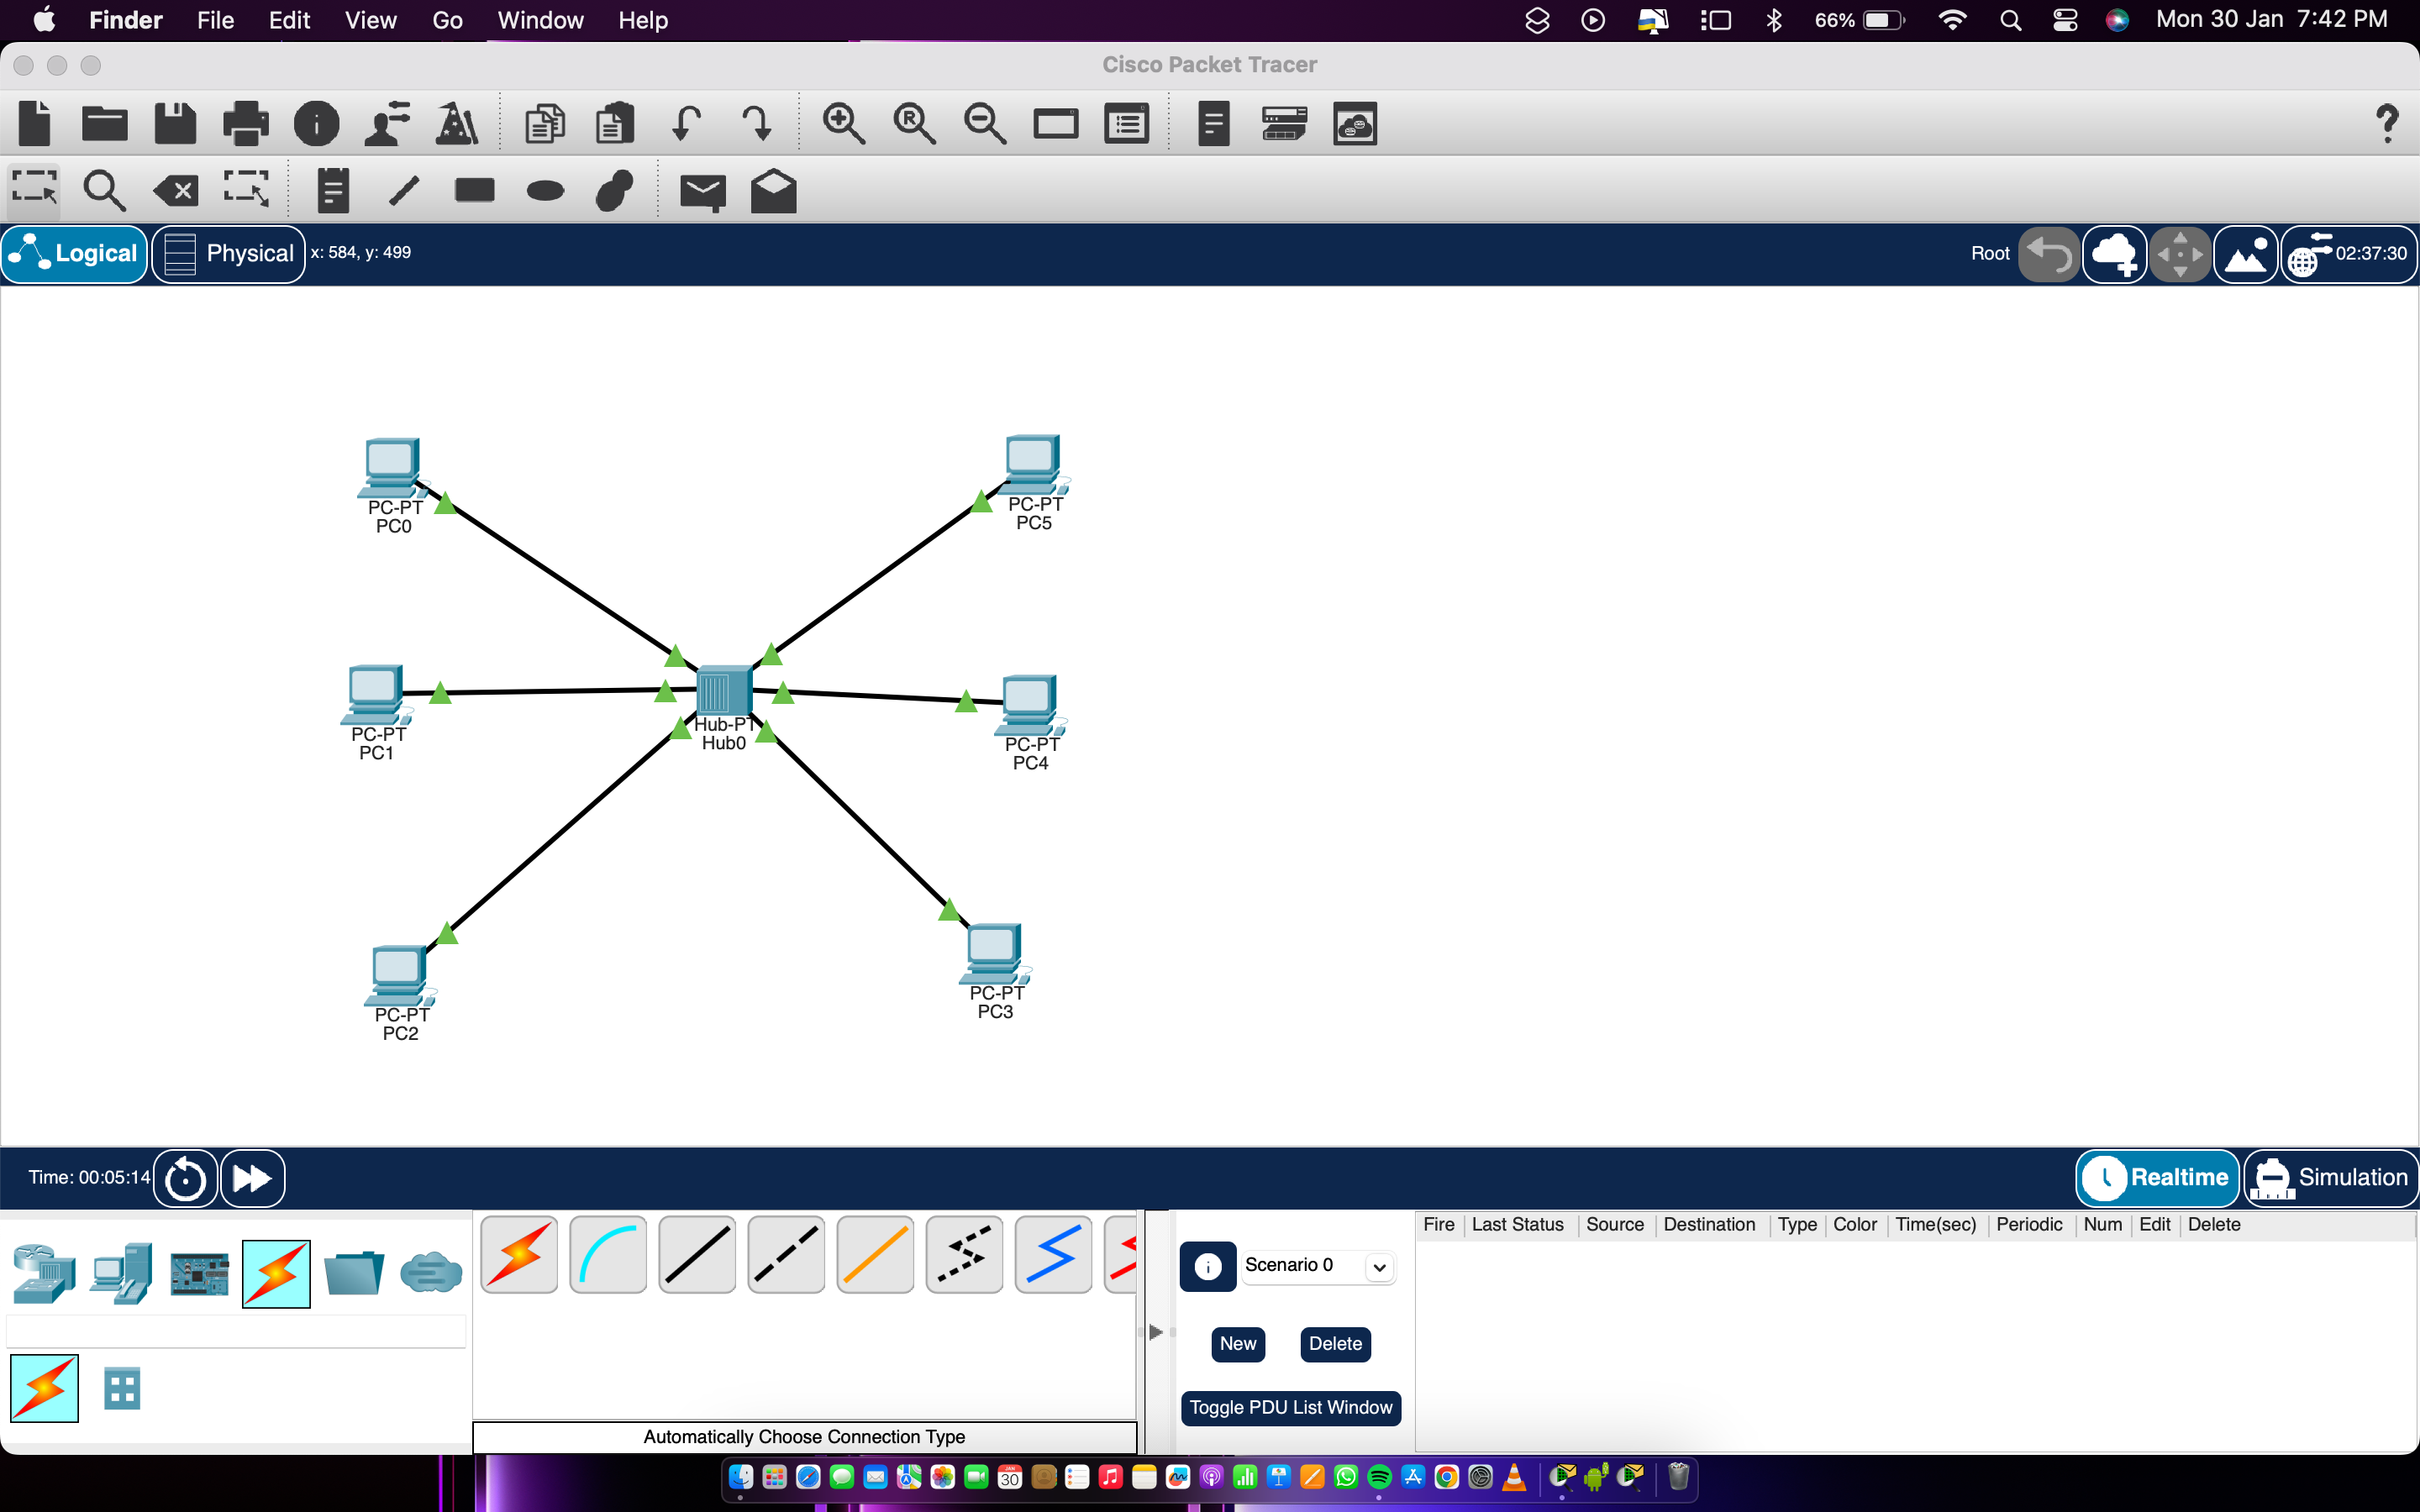 Finder File Edit View Go Window Help 66% Mon 30 Jan 7:42 PM
Cisco Packet Tracer
Logical Physical x: 584, y: 499 Root 02:37:30
PC-PT
PC0
PC-PT
PC5
PC-PT
PC1
Hub-PT
Hub0
PC-PT
PC4
PC-PT
PC2
PC-PT
PC3
Time: 00:05:14 Realtime Simulation
Fire Last Status Source Destination Type Color Time(sec) Periodic Num Edit Delete
Scenario 0
New Delete
Toggle PDU List Window
Automatically Choose Connection Type
JAN
30